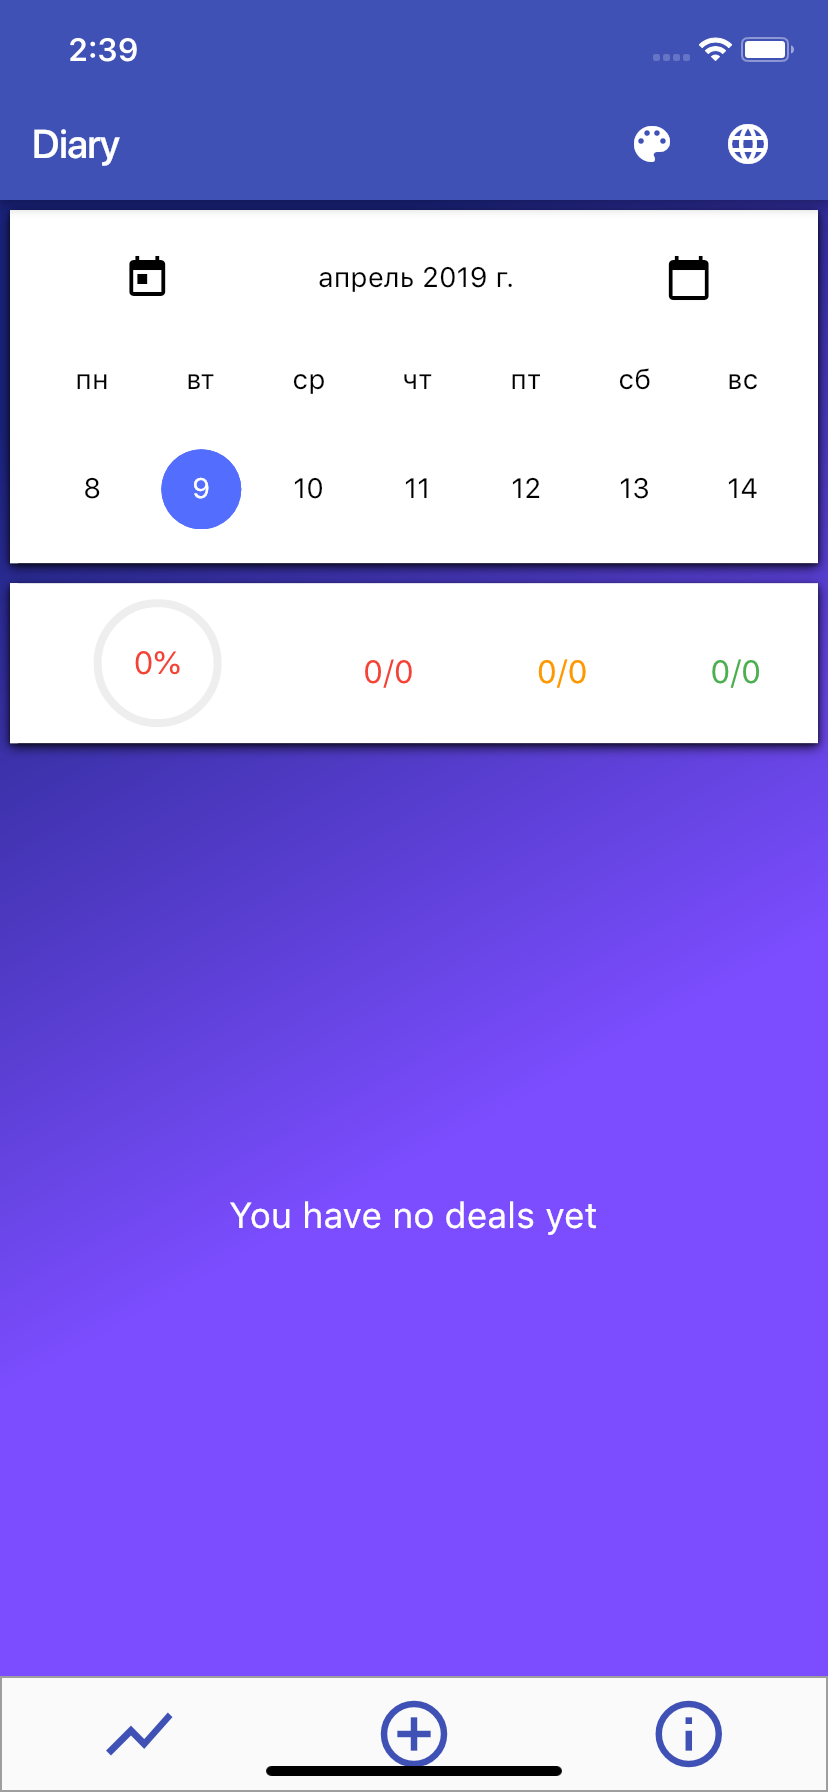 2:39
Diary
апрель 2019 г.
пн вт ср чт пт сб вс
8 9 10 11 12 13 14
0% 0/0 0/0 0/0
You have no deals yet